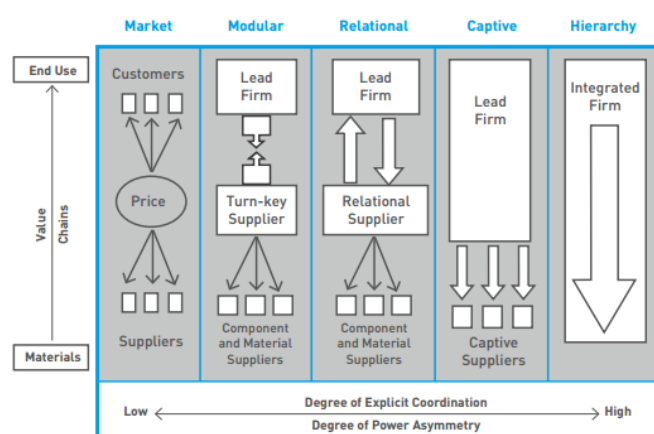 Market
Modular
Relational
Captive
Hierarchy
End Use
Value
Chains
Materials
Customers
Price
Suppliers
Lead
Firm
Turn-key
Supplier
Component
and Material
Suppliers
Lead
Firm
Relational
Supplier
Component
and Material
Suppliers
Lead
Firm
Captive
Suppliers
Integrated
Firm
Degree of Explicit Coordination
Low
High
Degree of Power Asymmetry